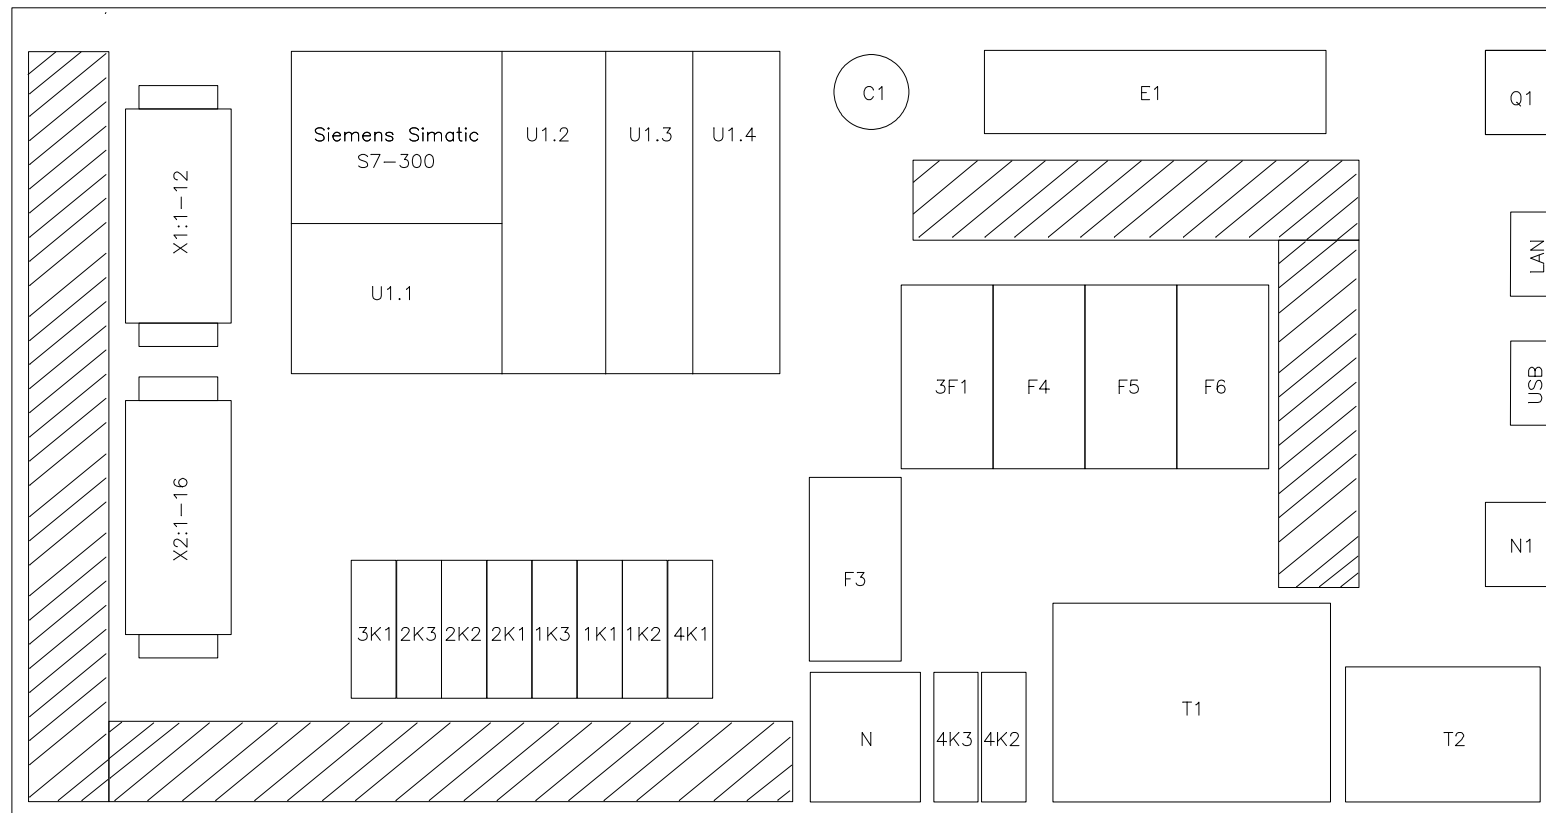 C1
E1
Q1
Siemens Simatic
S7-300
U1.2
U1.3
U1.4
X1:1-12
LAN
U1.1
3F1
F4
F5
F6
USB
X2:1-16
N1
F3
3K1
2K3
2K2
2K1
1K3
1K1
1K2
4K1
T1
N
4K3
4K2
T2